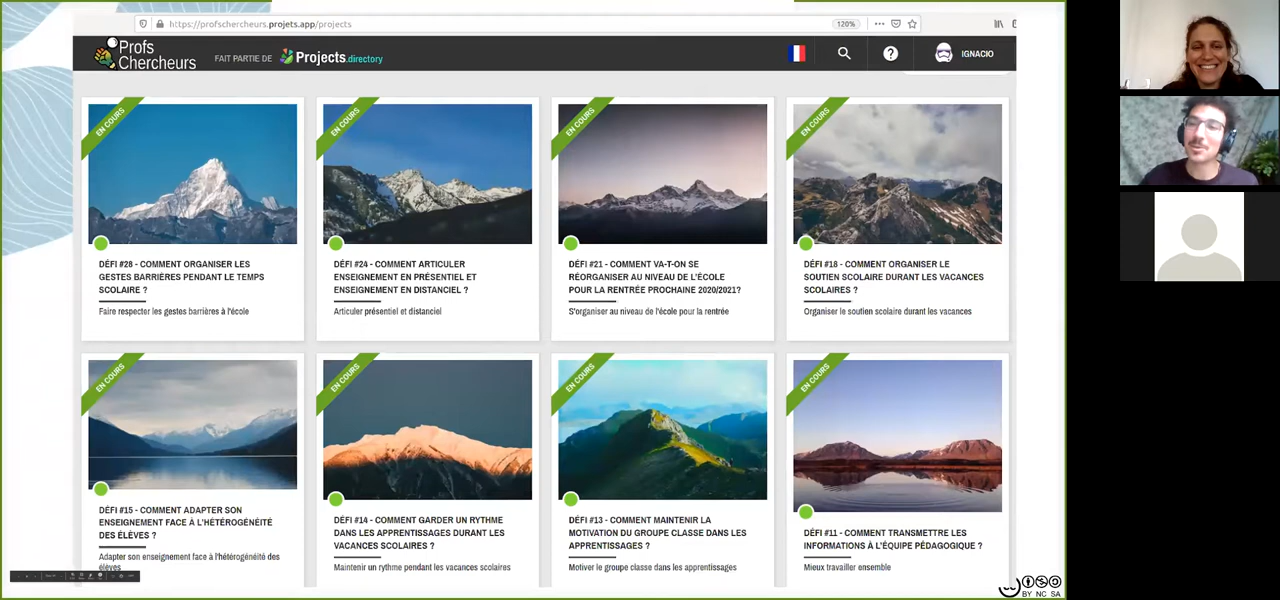 https://profschercheurs.projets.app/projects
120%
Profs
Chercheurs
FAIT PARTIE DE
Projects.directory
IGNACIO
EN COURS
EN COURS
EN COURS
EN COURS
DÉFI #28 - COMMENT ORGANISER LES
GESTES BARRIÈRES PENDANT LE TEMPS
SCOLAIRE ?
Faire respecter les gestes barrières à l'école
DÉFI #24 - COMMENT ARTICULER
ENSEIGNEMENT EN PRÉSENTIEL ET
ENSEIGNEMENT EN DISTANCIEL ?
Articuler présentiel et distanciel
DÉFI #21 - COMMENT VA-T-ON SE
RÉORGANISER AU NIVEAU DE L'ÉCOLE
POUR LA RENTRÉE PROCHAINE 2020/2021?
S'organiser au niveau de l'école pour la rentrée
DÉFI #18 - COMMENT ORGANISER LE
SOUTIEN SCOLAIRE DURANT LES VACANCES
SCOLAIRES ?
Organiser le soutien scolaire durant les vacances
EN COURS
EN COURS
EN COURS
EN COURS
DÉFI #15 - COMMENT ADAPTER SON
ENSEIGNEMENT FACE À L'HÉTÉROGÉNÉITÉ
DES ÉLÈVES ?
Adapter son enseignement face à l'hétérogénéité des
élèves
DÉFI #14 - COMMENT GARDER UN RYTHME
DANS LES APPRENTISSAGES DURANT LES
VACANCES SCOLAIRES ?
Maintenir un rythme pendant les vacances scolaires
DÉFI #13 - COMMENT MAINTENIR LA
MOTIVATION DU GROUPE CLASSE DANS LES
APPRENTISSAGES ?
Motiver le groupe classe dans les apprentissages
DÉFI #11 - COMMENT TRANSMETTRE LES
INFORMATIONS À L'ÉQUIPE PÉDAGOGIQUE ?
Mieux travailler ensemble
BY NC SA